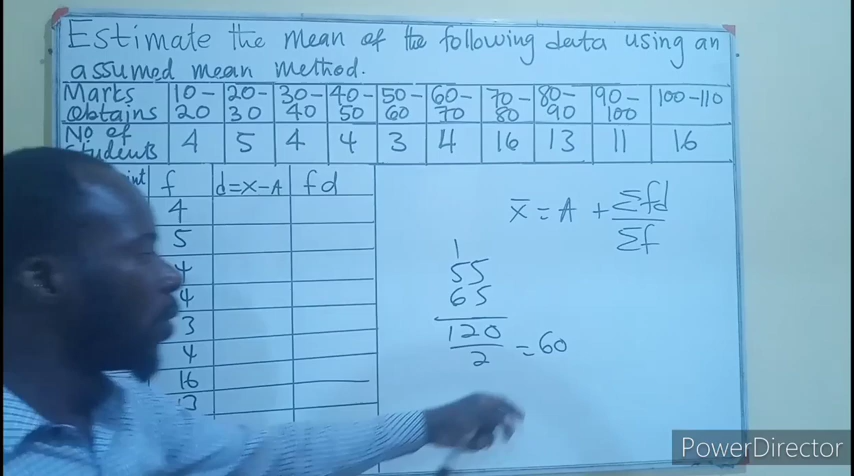 Estimate the mean of the following data using an
assumed mean method.
Marks Obtains 10-20 20-30 30-40 40-50 50-60 60-70 70-80 80-90 90-100 100-110
No of Students 4 5 4 4 3 4 16 13 11 16
f d=x-A fd
4
5
4
4
3
4
16
13
x̄ = A + Σfd/Σf
1
55
65
120/2 = 60
PowerDirector